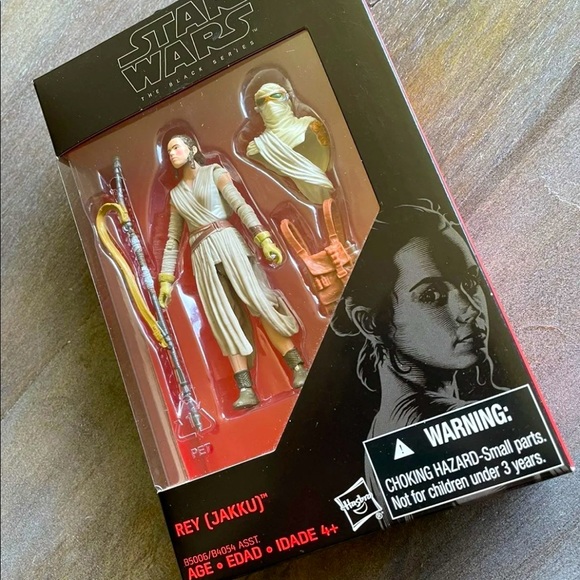 STAR
WARS
THE BLACK SERIES
PET
REY (JAKKU)™
B5006/B4054 ASST.
AGE • EDAD • IDADE 4+
Hasbro
®
WARNING:
CHOKING HAZARD-Small parts.
Not for children under 3 years.